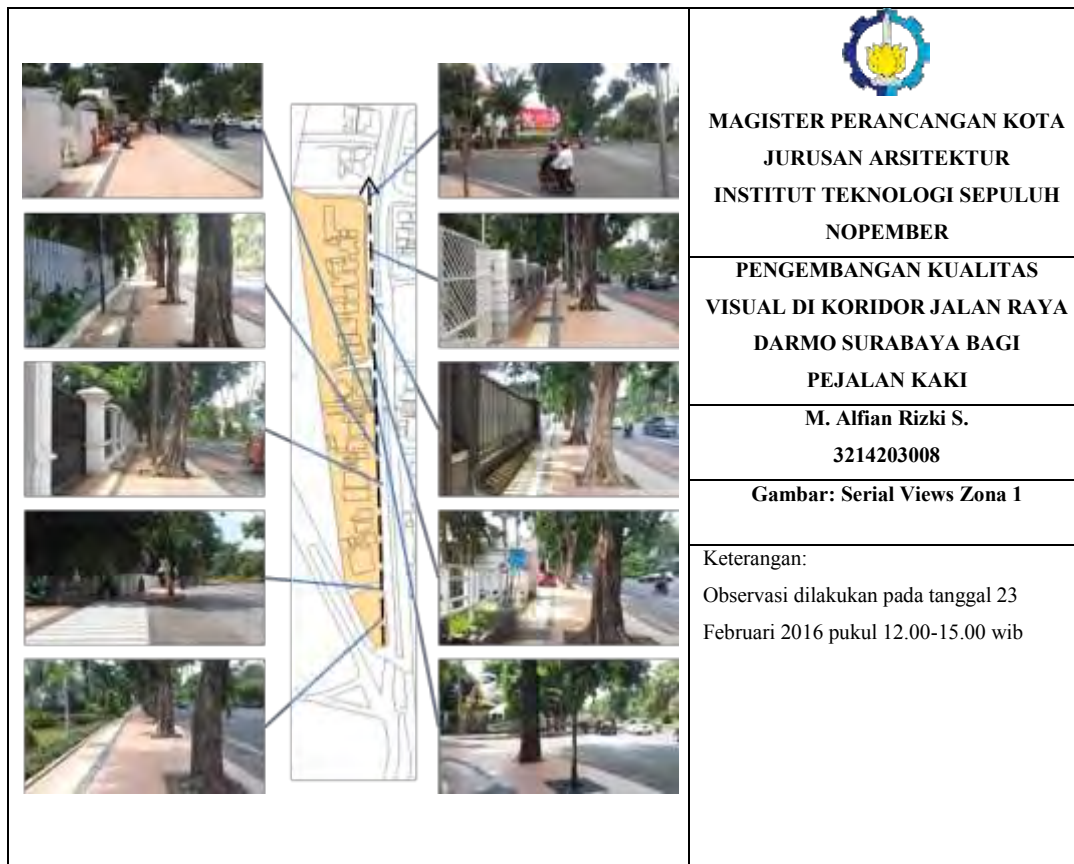 MAGISTER PERANCANGAN KOTA
JURUSAN ARSITEKTUR
INSTITUT TEKNOLOGI SEPULUH
NOPEMBER
PENGEMBANGAN KUALITAS
VISUAL DI KORIDOR JALAN RAYA
DARMO SURABAYA BAGI
PEJALAN KAKI
M. Alfian Rizki S.
3214203008
Gambar: Serial Views Zona 1
Keterangan:
Observasi dilakukan pada tanggal 23
Februari 2016 pukul 12.00-15.00 wib